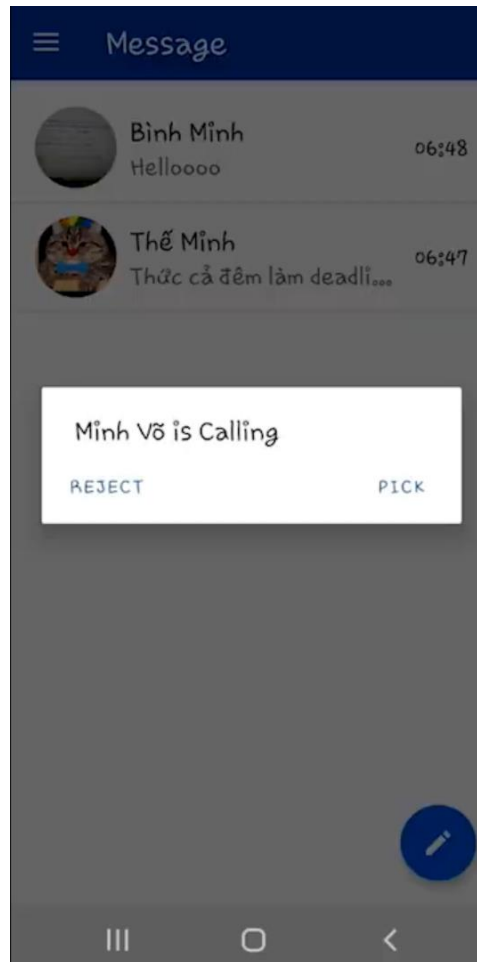 Message
Bình Minh
06:48
Helloooo
Thế Minh
06:47
Thức cả đêm làm deadli...
Minh Võ is Calling
REJECT
PICK